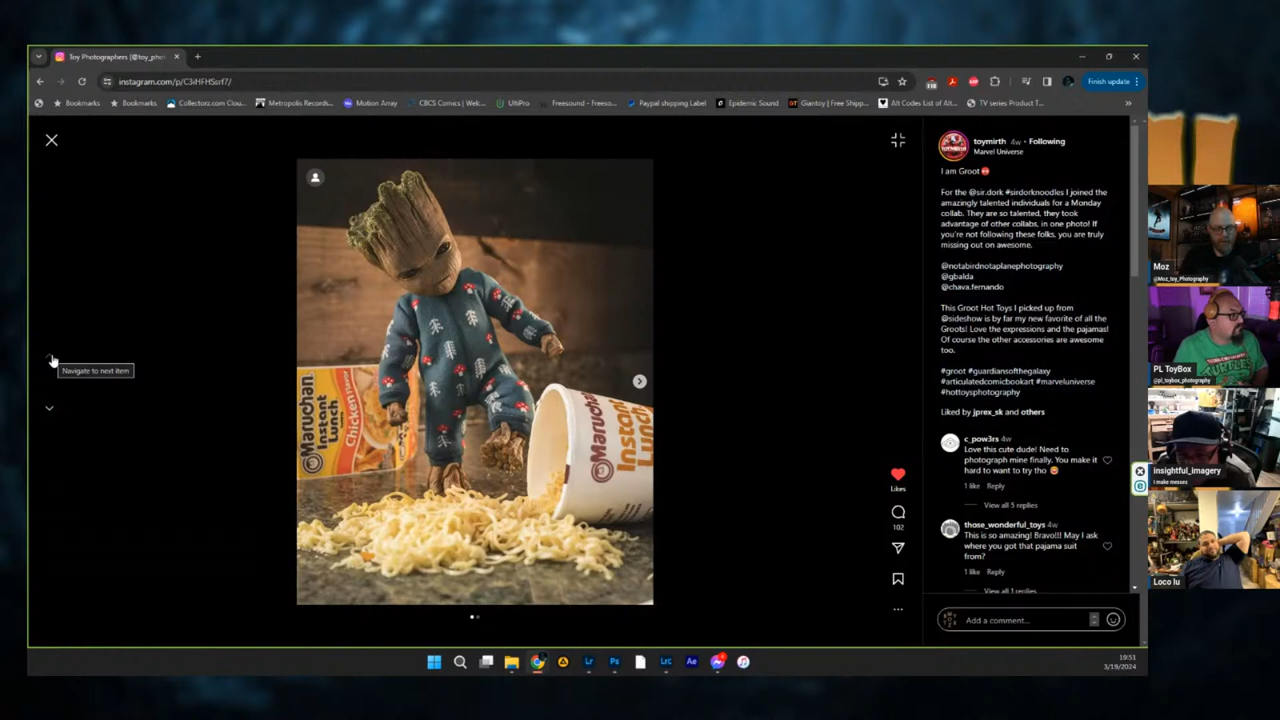 Toy Photographers (@toy_pho
instagram.com/p/C3iHFHSsrf7/
Finish update
Bookmarks
Bookmarks
Collectorz.com Clou...
Metropolis Records...
Motion Array
CBCS Comics | Welc...
UltiPro
Freesound - Freeso...
Paypal shipping Label
Epidemic Sound
Giantoy | Free Shipp...
Alt Codes List of Alt...
TV series Product T...
Navigate to next item
Maruchan
Instant
Lunch
Chicken Flavor
Maruchan
Instant
Lunch
Likes
102
toymirth 4w • Following
Marvel Universe
I am Groot
For the @sir.dork #sirdorknoodles I joined the
amazingly talented individuals for a Monday
collab. They are so talented, they took
advantage of other collabs, in one photo! If
you're not following these folks, you are truly
missing out on awesome.
@notabirdnotaplanephotography
@gbalda
@chava.fernando
This Groot Hot Toys I picked up from
@sideshow is by far my new favorite of all the
Groots! Love the expressions and the pajamas!
Of course the other accessories are awesome
too.
#groot #guardiansofthegalaxy
#articulatedcomicbookart #marveluniverse
#hottoysphotography
Liked by jprex_sk and others
c_pow3rs 4w
Love this cute dude! Need to
photograph mine finally. You make it
hard to want to try tho
1 like Reply
View all 5 replies
those_wonderful_toys 4w
This is so amazing! Bravo!!! May I ask
where you got that pajama suit
from?
1 like Reply
View all 1 replies
Add a comment...
19:51
3/19/2024
Moz
@Moz_toy_Photography
PL ToyBox
@pl_toybox_photography
insightful_imagery
I make messes
Loco lu